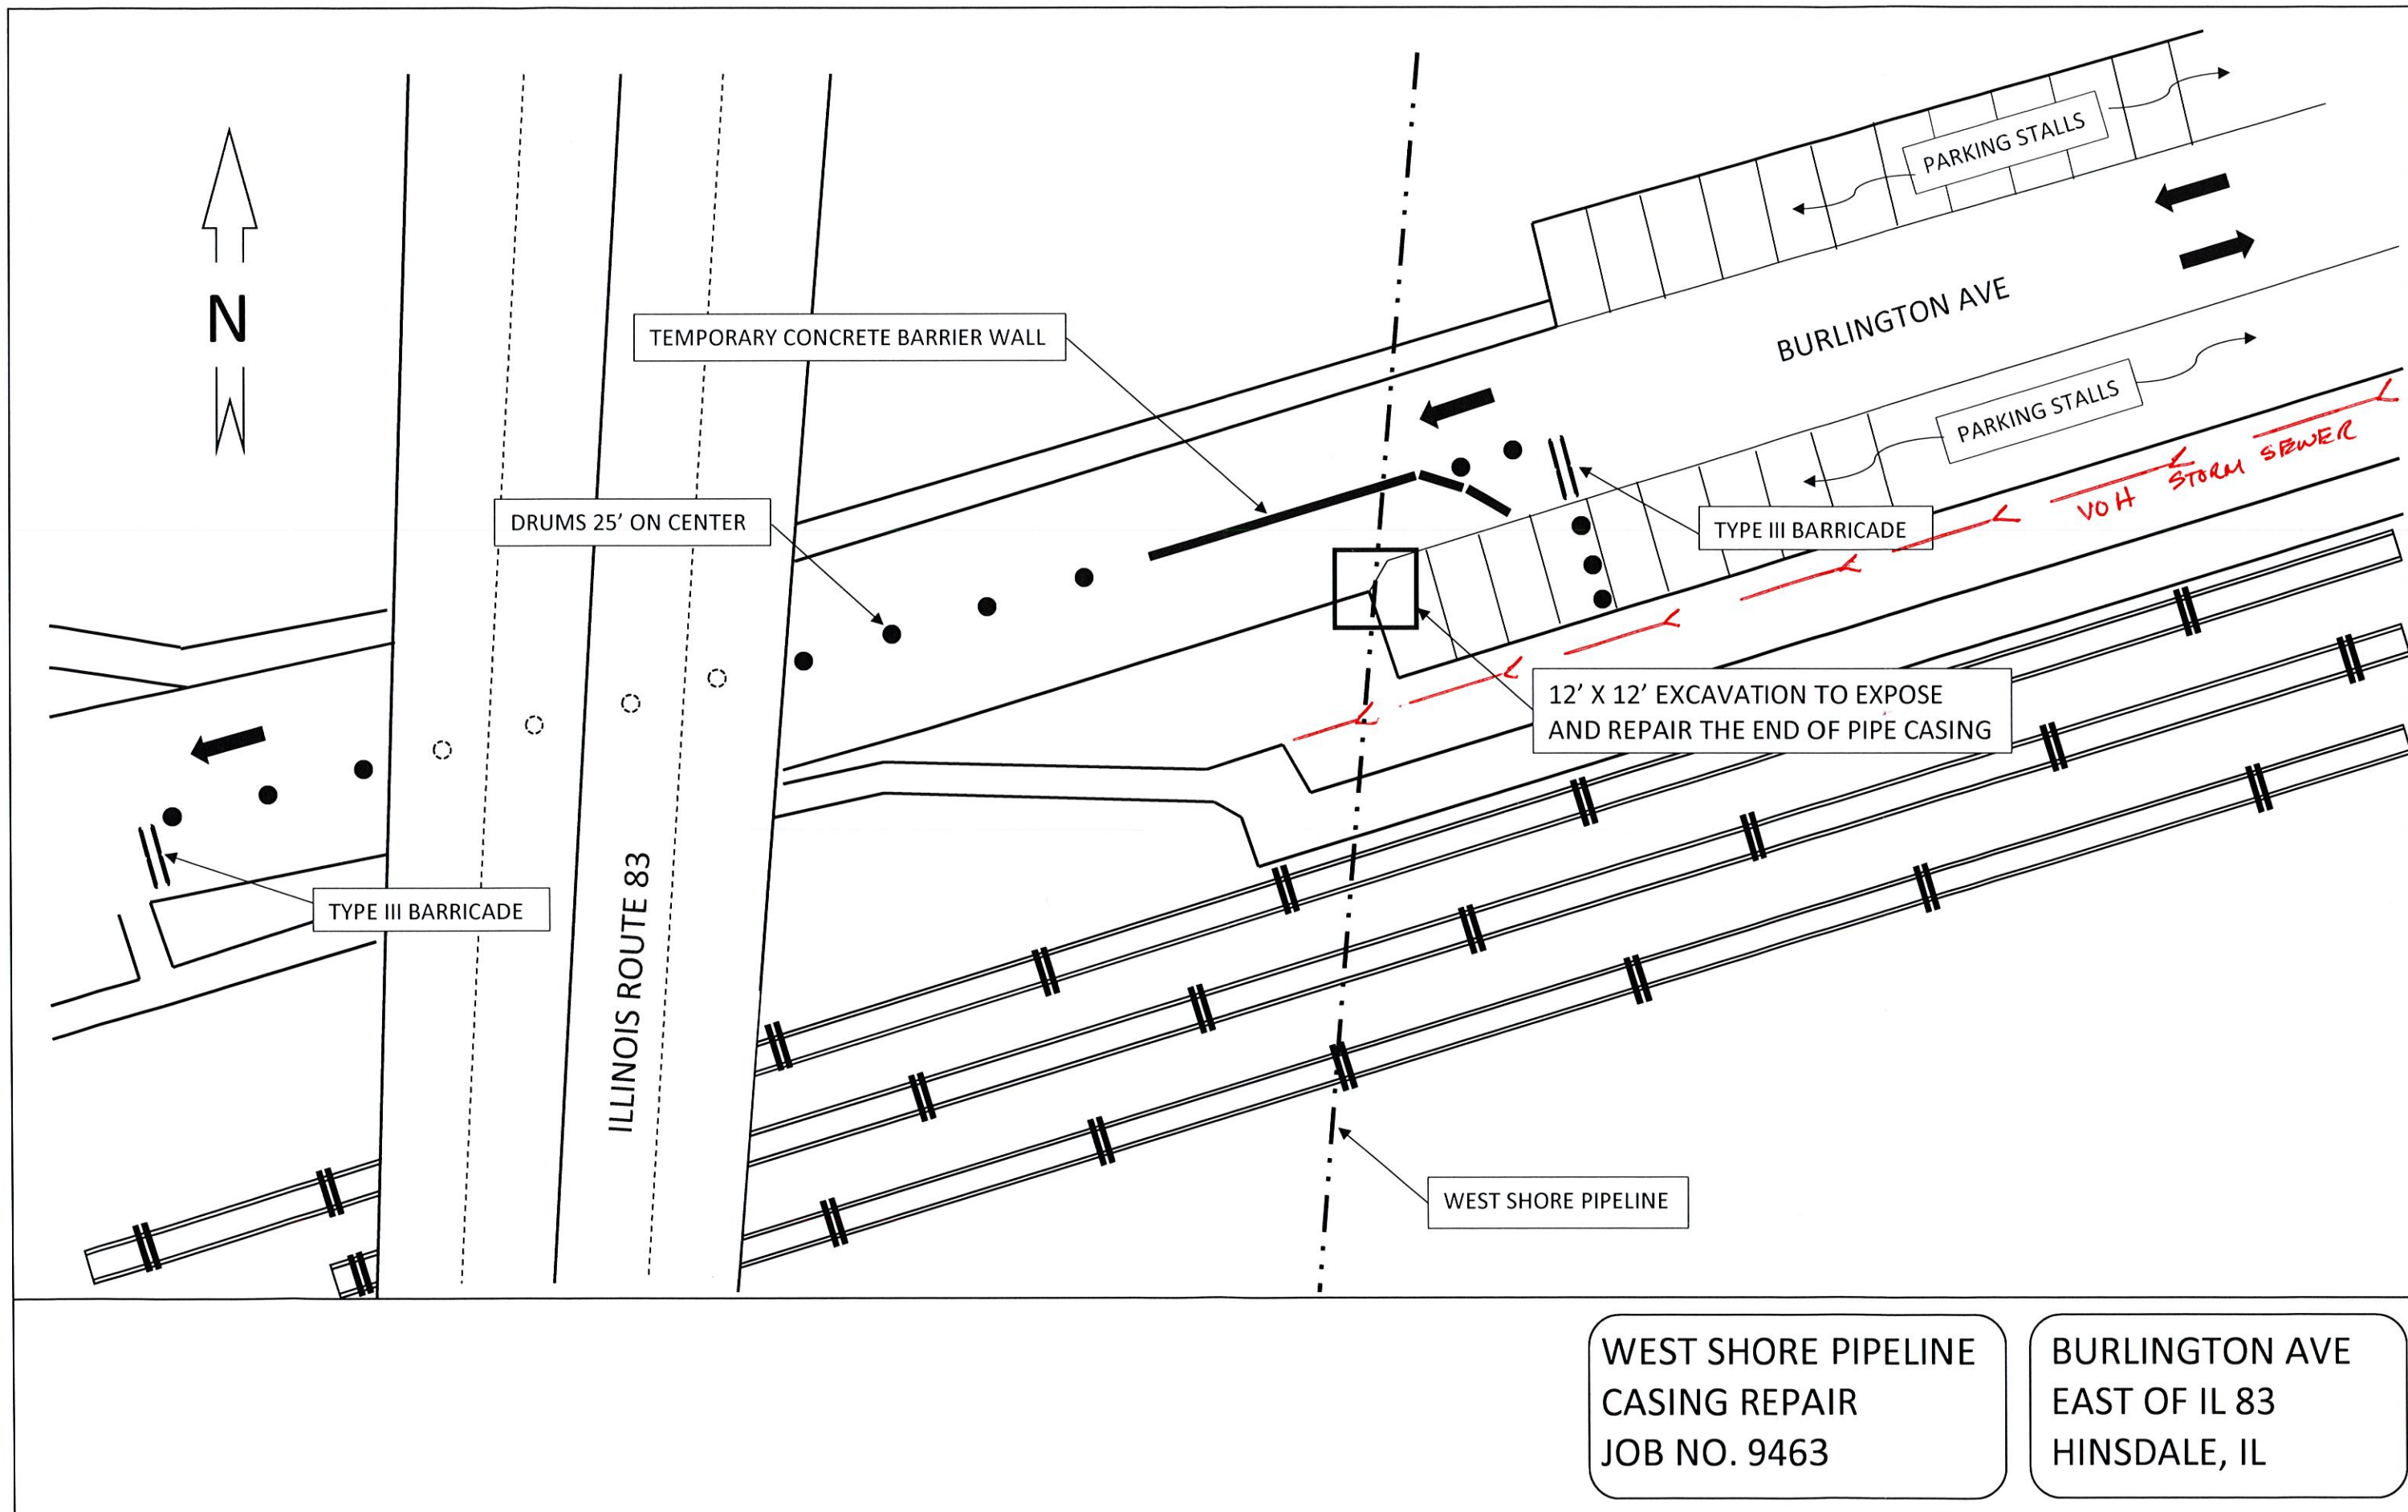 PARKING STALLS
N
BURLINGTON AVE
TEMPORARY CONCRETE BARRIER WALL
PARKING STALLS
VOH STORM SEWER
DRUMS 25' ON CENTER
TYPE III BARRICADE
12' X 12' EXCAVATION TO EXPOSE
AND REPAIR THE END OF PIPE CASING
TYPE III BARRICADE
ILLINOIS ROUTE 83
WEST SHORE PIPELINE
WEST SHORE PIPELINE
CASING REPAIR
JOB NO. 9463
BURLINGTON AVE
EAST OF IL 83
HINSDALE, IL